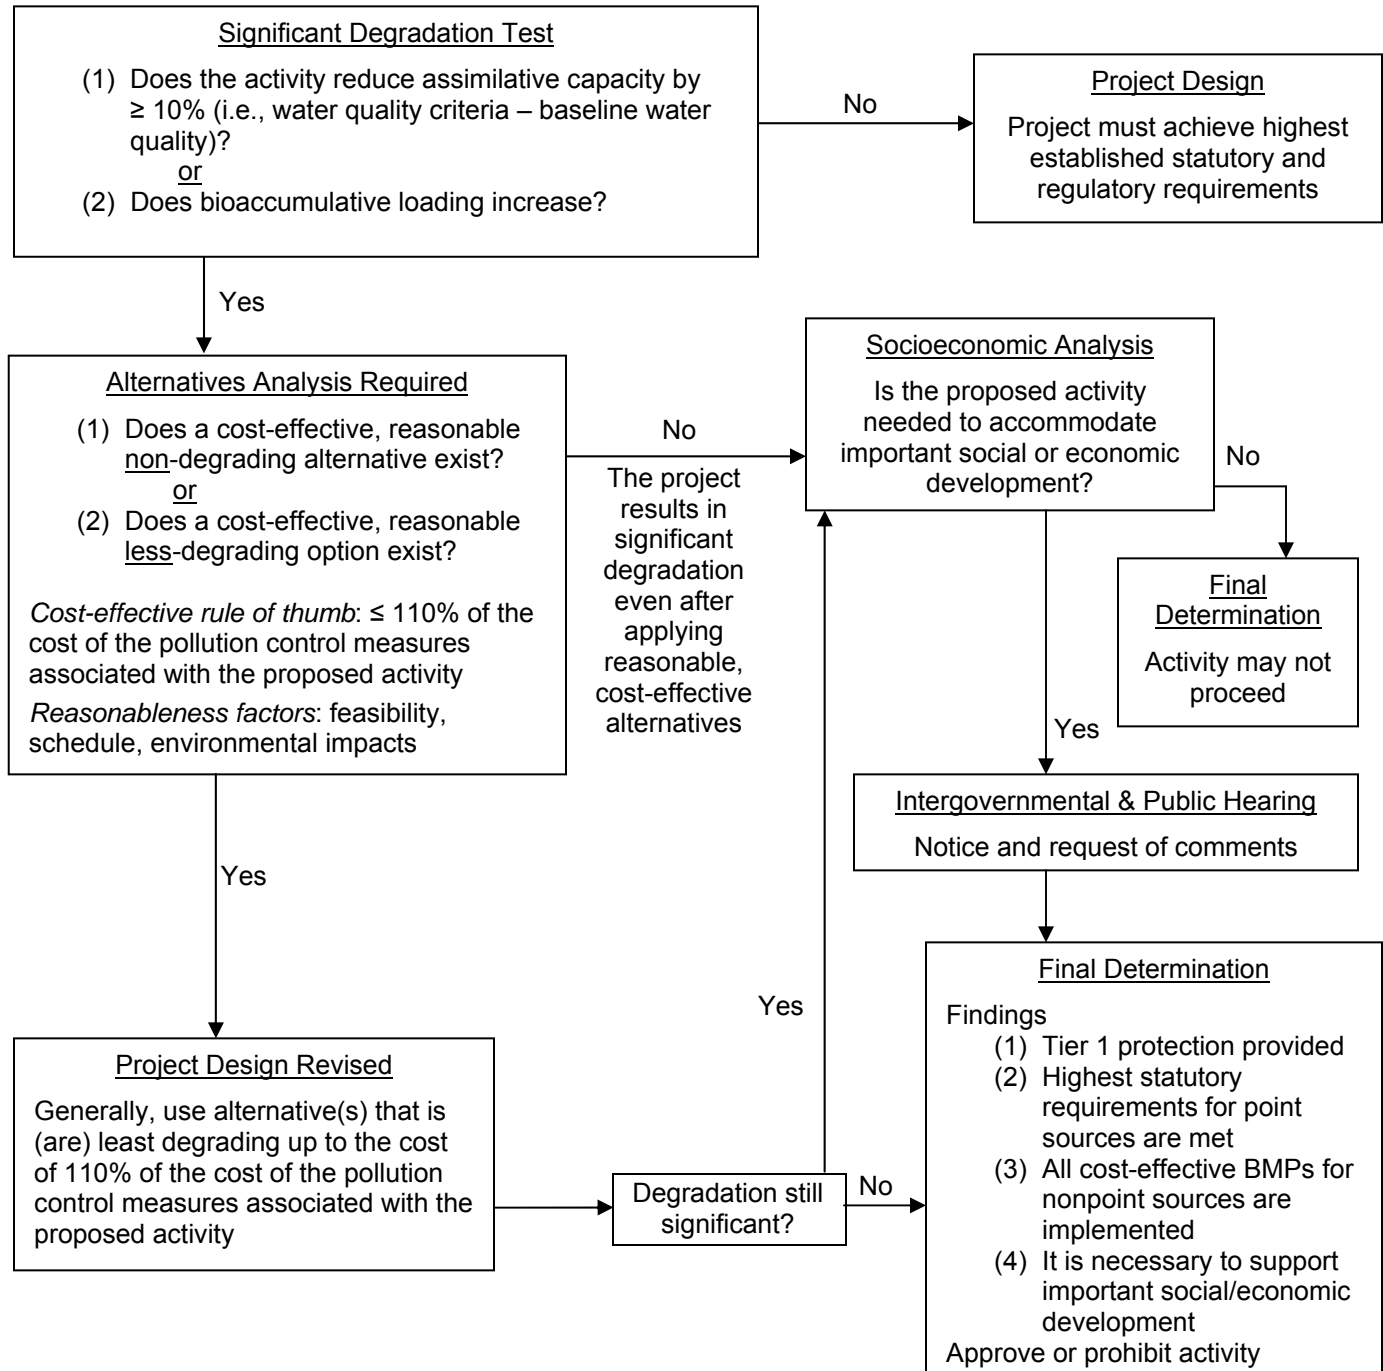 Significant Degradation Test
(1) Does the activity reduce assimilative capacity by
≥ 10% (i.e., water quality criteria – baseline water
quality)?
or
(2) Does bioaccumulative loading increase?
No
Project Design
Project must achieve highest
established statutory and
regulatory requirements
Yes
Alternatives Analysis Required
(1) Does a cost-effective, reasonable
non-degrading alternative exist?
or
(2) Does a cost-effective, reasonable
less-degrading option exist?
Cost-effective rule of thumb: ≤ 110% of the
cost of the pollution control measures
associated with the proposed activity
Reasonableness factors: feasibility,
schedule, environmental impacts
No
The project
results in
significant
degradation
even after
applying
reasonable,
cost-effective
alternatives
Socioeconomic Analysis
Is the proposed activity
needed to accommodate
important social or economic
development?
No
Final
Determination
Activity may not
proceed
Yes
Intergovernmental & Public Hearing
Notice and request of comments
Yes
Project Design Revised
Generally, use alternative(s) that is
(are) least degrading up to the cost
of 110% of the cost of the pollution
control measures associated with the
proposed activity
Degradation still
significant?
Yes
No
Final Determination
Findings
(1) Tier 1 protection provided
(2) Highest statutory
requirements for point
sources are met
(3) All cost-effective BMPs for
nonpoint sources are
implemented
(4) It is necessary to support
important social/economic
development
Approve or prohibit activity